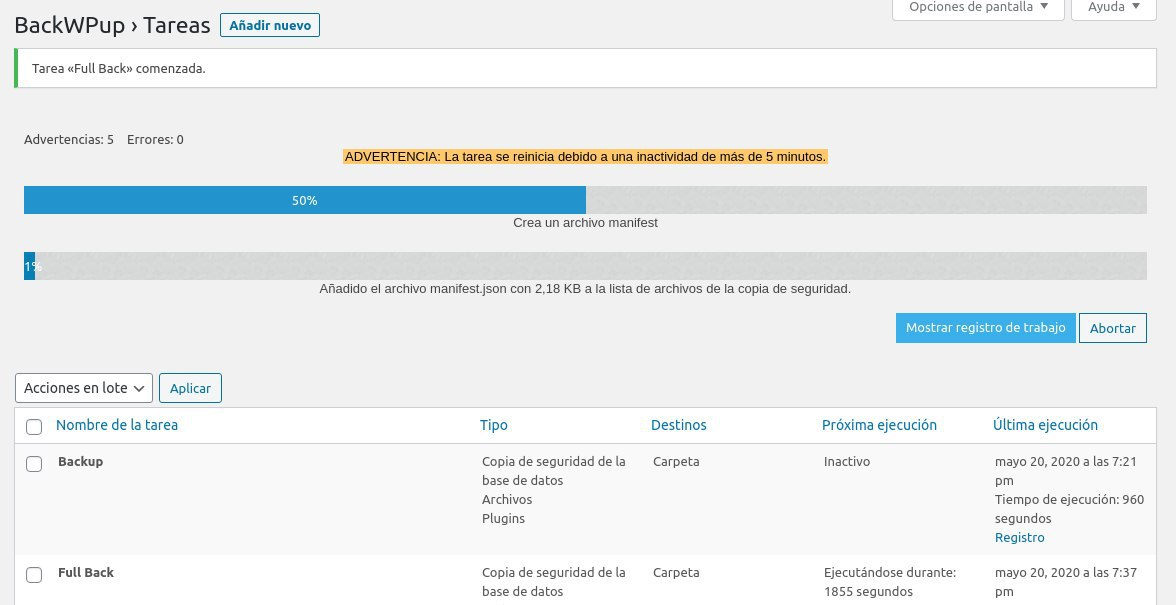 Opciones de pantalla
Ayuda
BackWPup › Tareas
Añadir nuevo
Tarea «Full Back» comenzada.
Advertencias: 5 Errores: 0
ADVERTENCIA: La tarea se reinicia debido a una inactividad de más de 5 minutos.
50%
Crea un archivo manifest
1%
Añadido el archivo manifest.json con 2,18 KB a la lista de archivos de la copia de seguridad.
Mostrar registro de trabajo
Abortar
Acciones en lote
Aplicar
Nombre de la tarea
Tipo
Destinos
Próxima ejecución
Última ejecución
Backup
Copia de seguridad de la
base de datos
Archivos
Plugins
Carpeta
Inactivo
mayo 20, 2020 a las 7:21
pm
Tiempo de ejecución: 960
segundos
Registro
Full Back
Copia de seguridad de la
base de datos
Carpeta
Ejecutándose durante:
1855 segundos
mayo 20, 2020 a las 7:37
pm